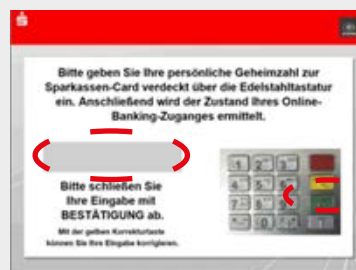 Bitte geben Sie Ihre persönliche Geheimzahl zur
Sparkassen-Card verdeckt über die Edelstahltastatur
ein. Anschließend wird der Zustand Ihres Online-
Banking-Zuganges ermittelt.
Bitte schließen Sie
Ihre Eingabe mit
BESTÄTIGUNG ab.
Mit der gelben Korrekturtaste
können Sie Ihre Eingabe korrigieren.